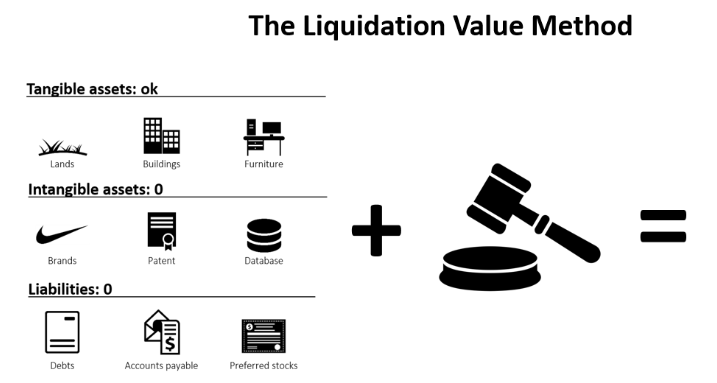 The Liquidation Value Method
Tangible assets: ok
Lands Buildings Furniture
Intangible assets: 0
Brands Patent Database
Liabilities: 0
$ $
Debts Accounts payable Preferred stocks